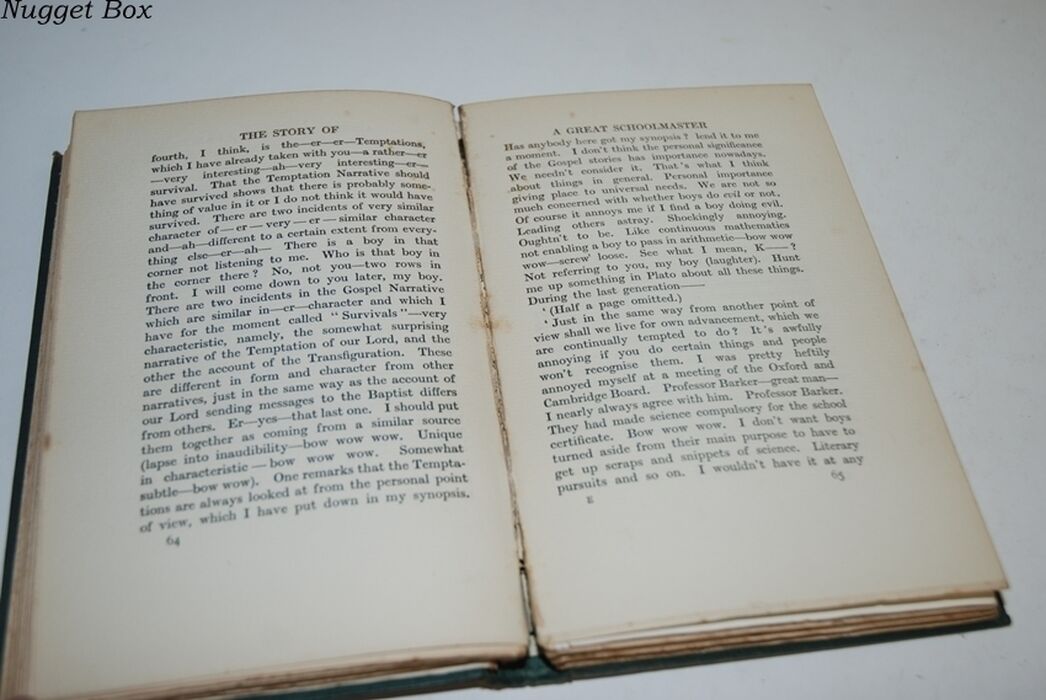 Nugget Box
THE STORY OF
fourth, I think, is the—er—er—Temptations,
which I have already taken with you—a rather—er
—very interesting—ah—very interesting—er—
survival. That the Temptation Narrative should
have survived shows that there is probably some-
thing of value in it or I do not think it would have
survived. There are two incidents of very similar
character of—er—very—er—similar character
and—ah—different to a certain extent from every-
thing else—er—ah— There is a boy in that
corner not listening to me. Who is that boy in
the corner there? No, not you—two rows in
front. I will come down to you later, my boy.
There are two incidents in the Gospel Narrative
which are similar in—er—character and which I
have for the moment called "Survivals"—very
characteristic, namely, the somewhat surprising
narrative of the Temptation of our Lord, and the
other the account of the Transfiguration. These
are different in form and character from other
narratives, just in the same way as the account of
our Lord sending messages to the Baptist differs
from others. Er—yes—that last one. I should put
them together as coming from a similar source
(lapse into inaudibility—bow wow wow. Unique
in characteristic—bow wow wow. Somewhat
subtle—bow wow). One remarks that the Tempta-
tions are always looked at from the personal point
of view, which I have put down in my synopsis.
64
A GREAT SCHOOLMASTER
Has anybody here got my synopsis? lend it to me
a moment. I don't think the personal significance
of the Gospel stories has importance nowadays.
We needn't consider it. That's what I think
about things in general. Personal importance
giving place to universal needs. We are not so
much concerned with whether boys do evil or not.
Of course it annoys me if I find a boy doing evil.
Leading others astray. Shockingly annoying.
Oughtn't to be. Like continuous mathematics
not enabling a boy to pass in arithmetic—bow wow
wow—screw loose. See what I mean, K——?
Not referring to you, my boy (laughter). Hunt
me up something in Plato about all these things.
During the last generation——
' (Half a page omitted.)
' Just in the same way from another point of
view shall we live for our own advancement, which we
are continually tempted to do? It's awfully
annoying if you do certain things and people
won't recognise them. I was pretty heftily
annoyed myself at a meeting of the Oxford and
Cambridge Board. Professor Barker—great man—
I nearly always agree with him. Professor Barker.
They had made science compulsory for the school
certificate. Bow wow wow. I don't want boys
turned aside from their main purpose to have to
get up scraps and snippets of science. Literary
pursuits and so on. I wouldn't have it at any
E
65